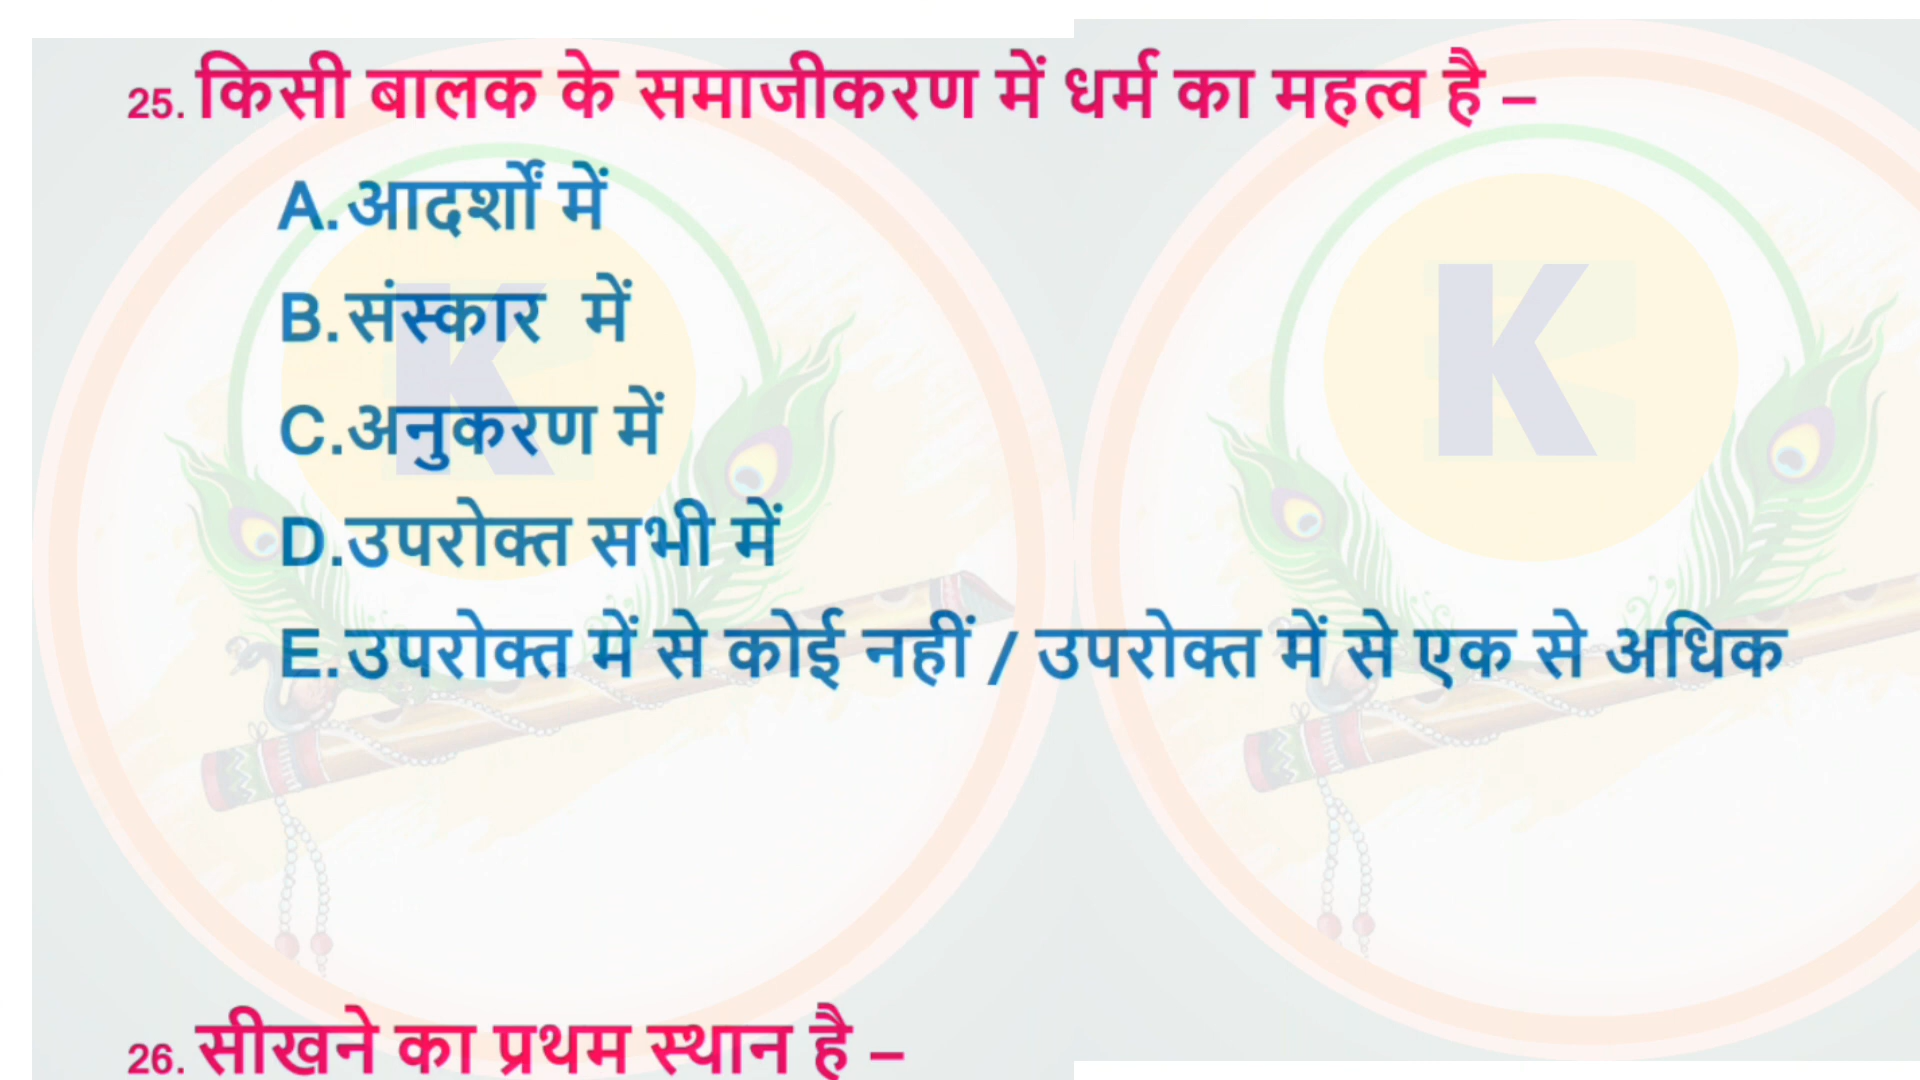 25. किसी बालक के समाजीकरण में धर्म का महत्व है –
A.आदर्शों में
B.संस्कार में
C.अनुकरण में
D.उपरोक्त सभी में
E.उपरोक्त में से कोई नहीं / उपरोक्त में से एक से अधिक
K
K
26. सीखने का प्रथम स्थान है –